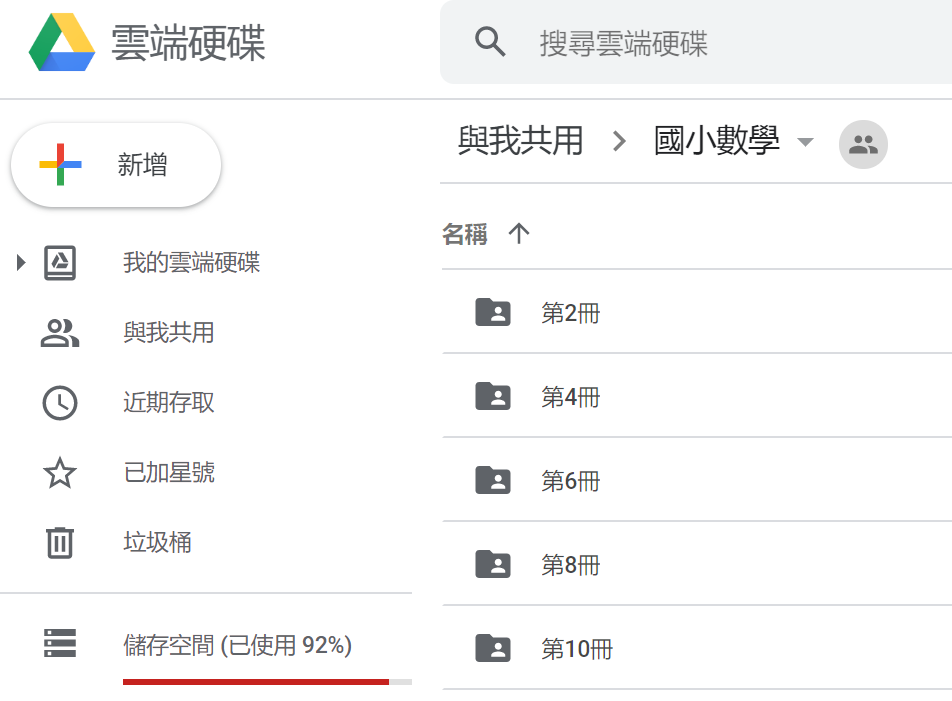 雲端硬碟
搜尋雲端硬碟
新增
我的雲端硬碟
與我共用
近期存取
已加星號
垃圾桶
儲存空間 (已使用 92%)
與我共用 > 國小數學
名稱 ↑
第2冊
第4冊
第6冊
第8冊
第10冊